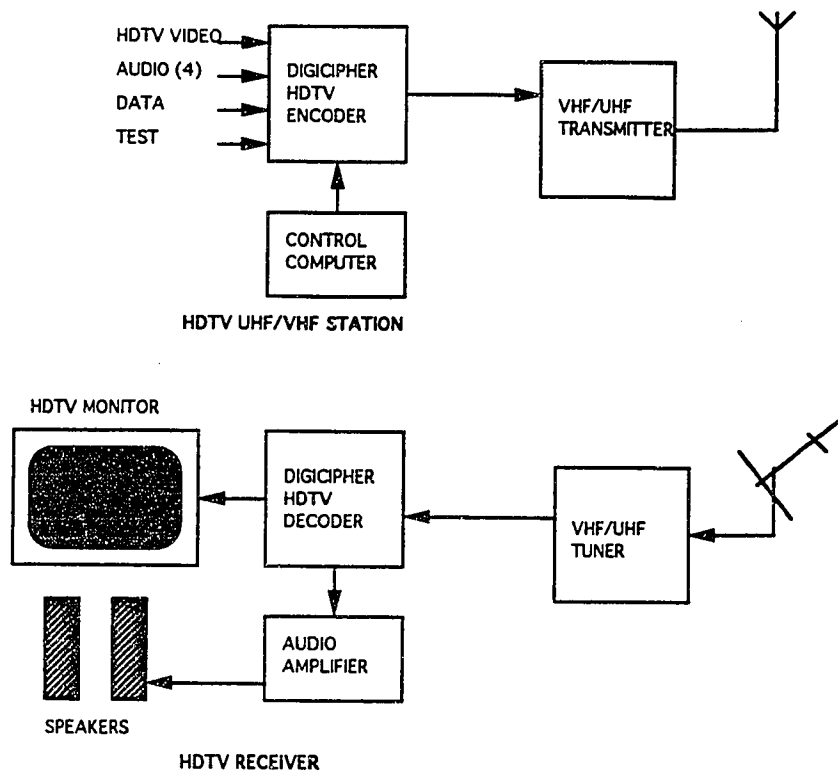 HDTV VIDEO
AUDIO (4)
DATA
TEST
DIGICIPHER
HDTV
ENCODER
VHF/UHF
TRANSMITTER
CONTROL
COMPUTER
HDTV UHF/VHF STATION
HDTV MONITOR
DIGICIPHER
HDTV
DECODER
VHF/UHF
TUNER
AUDIO
AMPLIFIER
SPEAKERS
HDTV RECEIVER